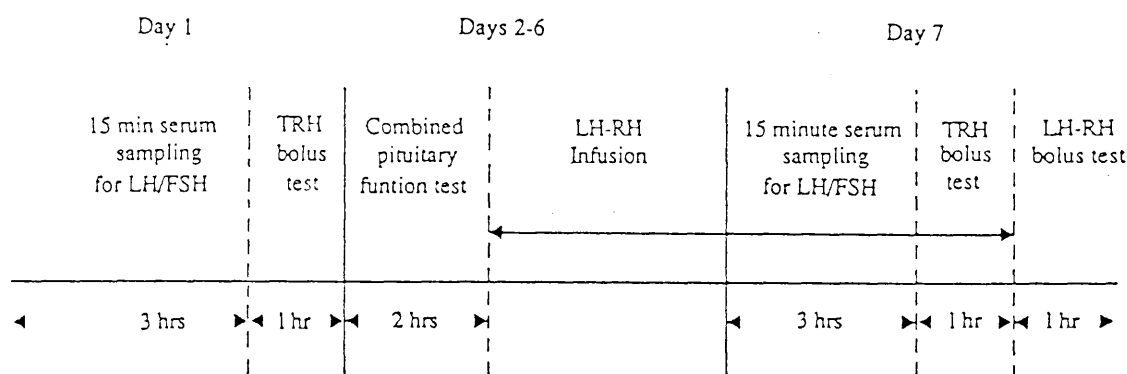 Day 1
Days 2-6
Day 7
15 min serum
sampling
for LH/FSH
TRH
bolus
test
Combined
pituitary
funtion test
LH-RH
Infusion
15 minute serum
sampling
for LH/FSH
TRH
bolus
test
LH-RH
bolus test
3 hrs
1 hr
2 hrs
3 hrs
1 hr
1 hr